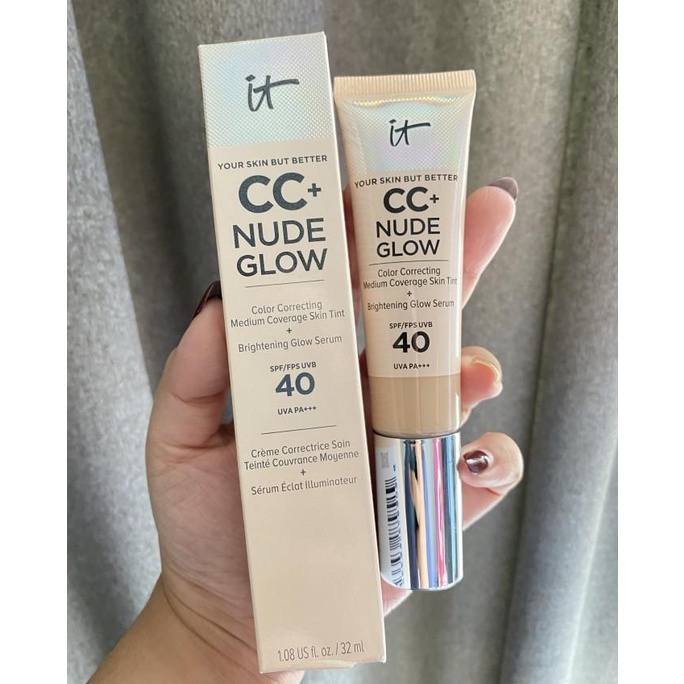 it
YOUR SKIN BUT BETTER
CC+
NUDE
GLOW
Color Correcting
Medium Coverage Skin Tint
+
Brightening Glow Serum
SPF/FPS UVB
40
UVA PA+++
Crème Correctrice Soin
Teinté Couvrance Moyenne
+
Sérum Éclat Illuminateur
1.08 US fl. oz. / 32 ml
it
YOUR SKIN BUT BETTER
CC+
NUDE
GLOW
Color Correcting
Medium Coverage Skin Tint
+
Brightening Glow Serum
SPF/FPS UVB
40
UVA PA+++